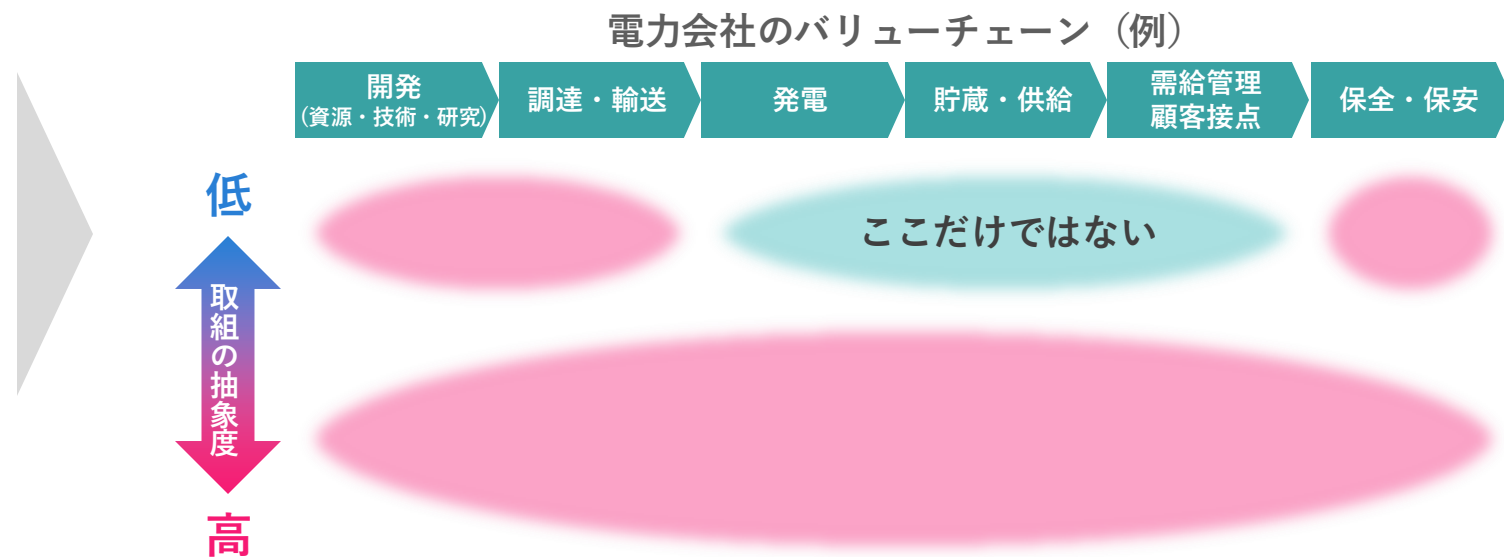 電力会社のバリューチェーン（例）
開発
（資源・技術・研究）
調達・輸送
発電
貯蔵・供給
需給管理
顧客接点
保全・保安
低
ここだけではない
取組の抽象度
高